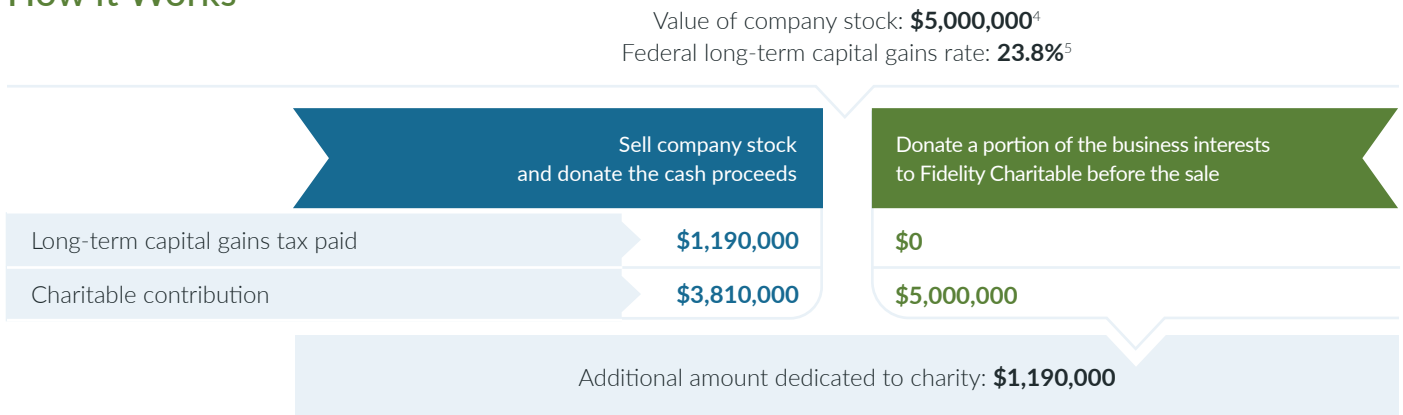 How It Works
Value of company stock: $5,000,000⁴
Federal long-term capital gains rate: 23.8%⁵
Sell company stock
and donate the cash proceeds
Donate a portion of the business interests
to Fidelity Charitable before the sale
Long-term capital gains tax paid
$1,190,000
$0
Charitable contribution
$3,810,000
$5,000,000
Additional amount dedicated to charity: $1,190,000